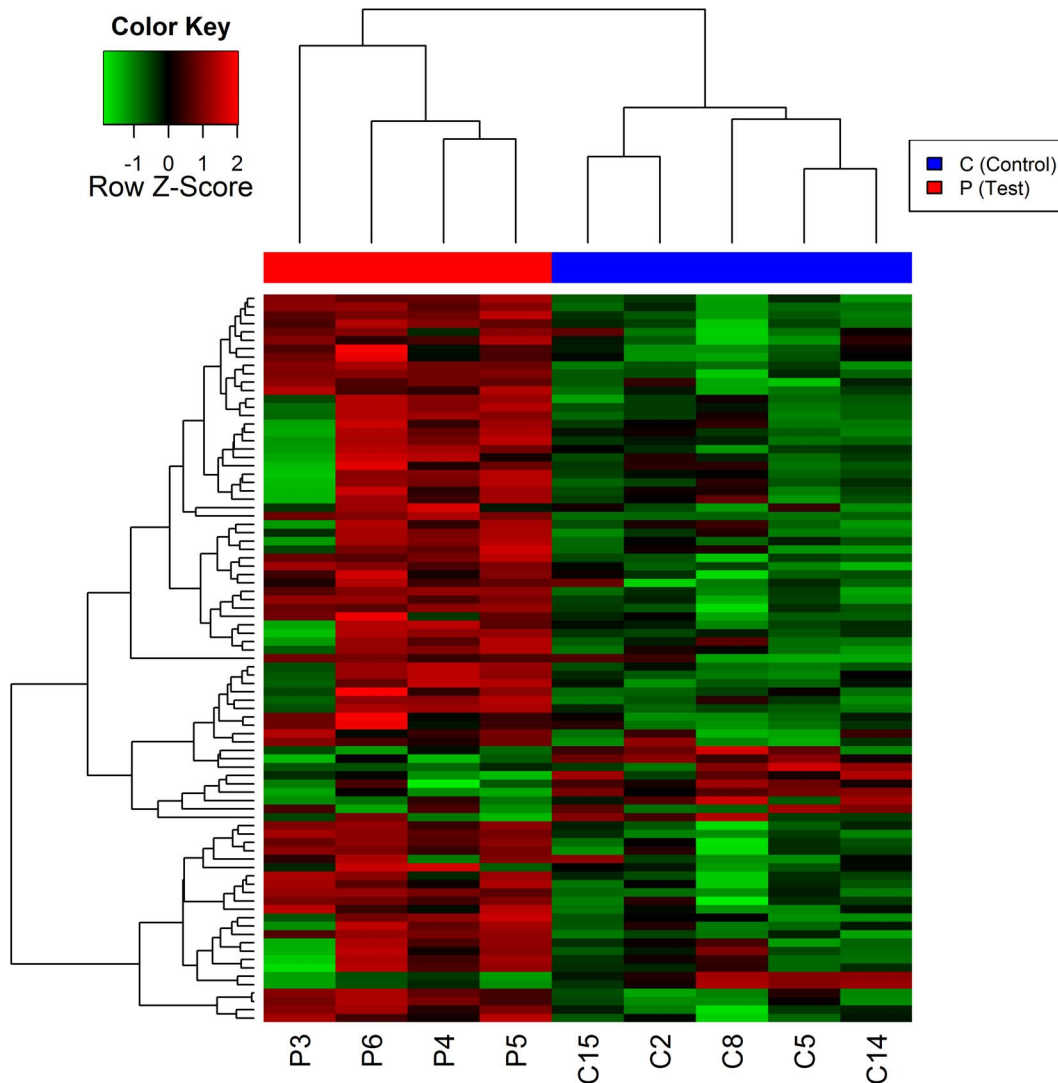 Color Key
-1 0 1 2
Row Z-Score
C (Control)
P (Test)
P3 P6 P4 P5 C15 C2 C8 C5 C14